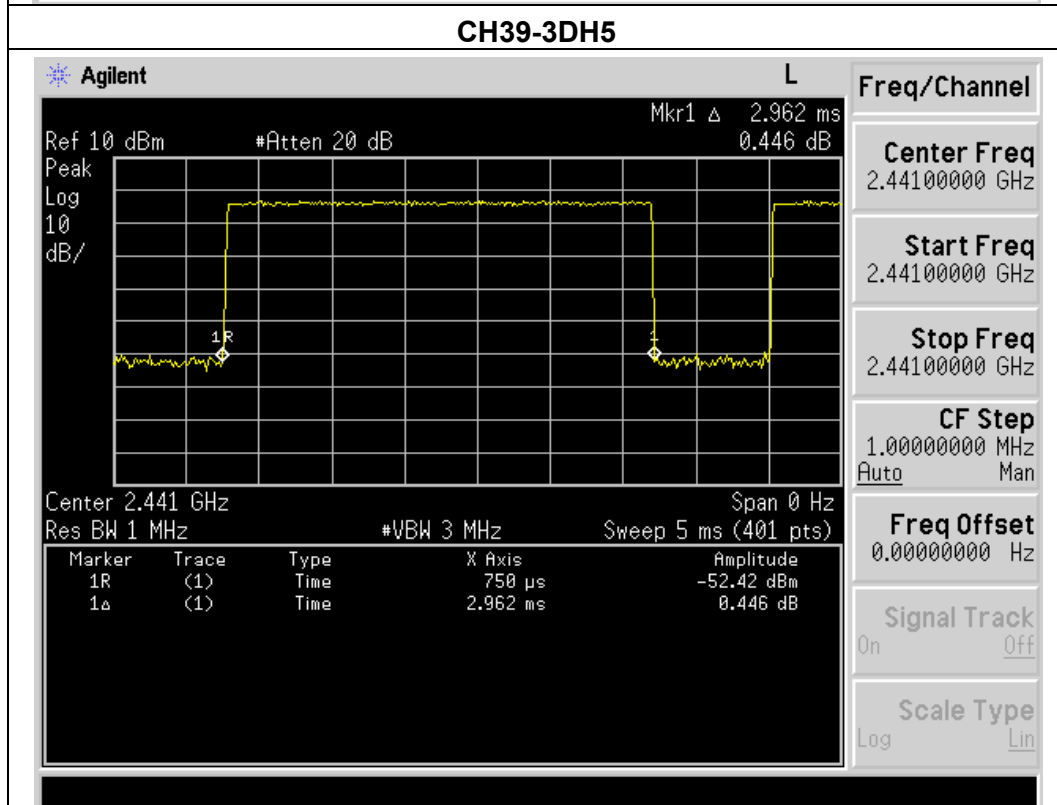 CH39-3DH5
Agilent L
Mkr1 Δ 2.962 ms
Ref 10 dBm #Atten 20 dB 0.446 dB
Peak
Log
10
dB/
1R
1
Center 2.441 GHz Span 0 Hz
Res BW 1 MHz #VBW 3 MHz Sweep 5 ms (401 pts)
Marker Trace Type X Axis Amplitude
1R (1) Time 750 µs -52.42 dBm
1Δ (1) Time 2.962 ms 0.446 dB
Freq/Channel
Center Freq
2.44100000 GHz
Start Freq
2.44100000 GHz
Stop Freq
2.44100000 GHz
CF Step
1.00000000 MHz
Auto Man
Freq Offset
0.00000000 Hz
Signal Track
On Off
Scale Type
Log Lin